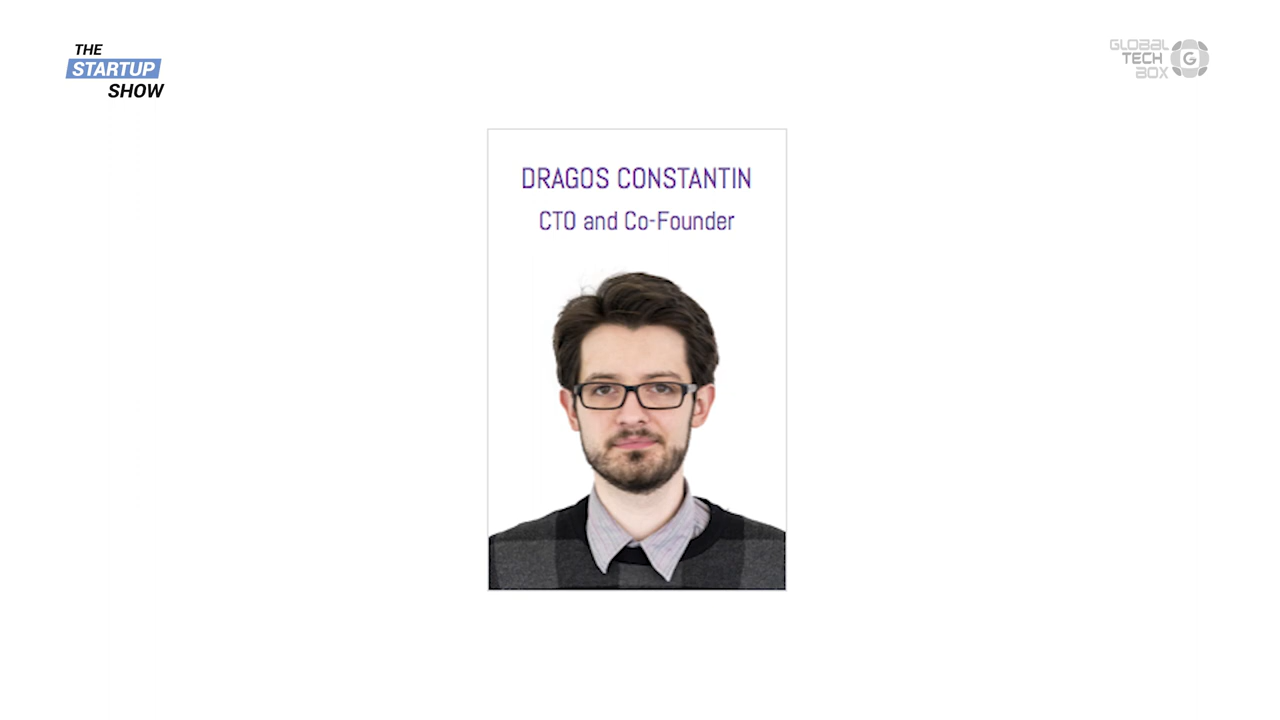 THE
STARTUP
SHOW
GLOBAL
TECH
BOX
G
DRAGOS CONSTANTIN
CTO and Co-Founder